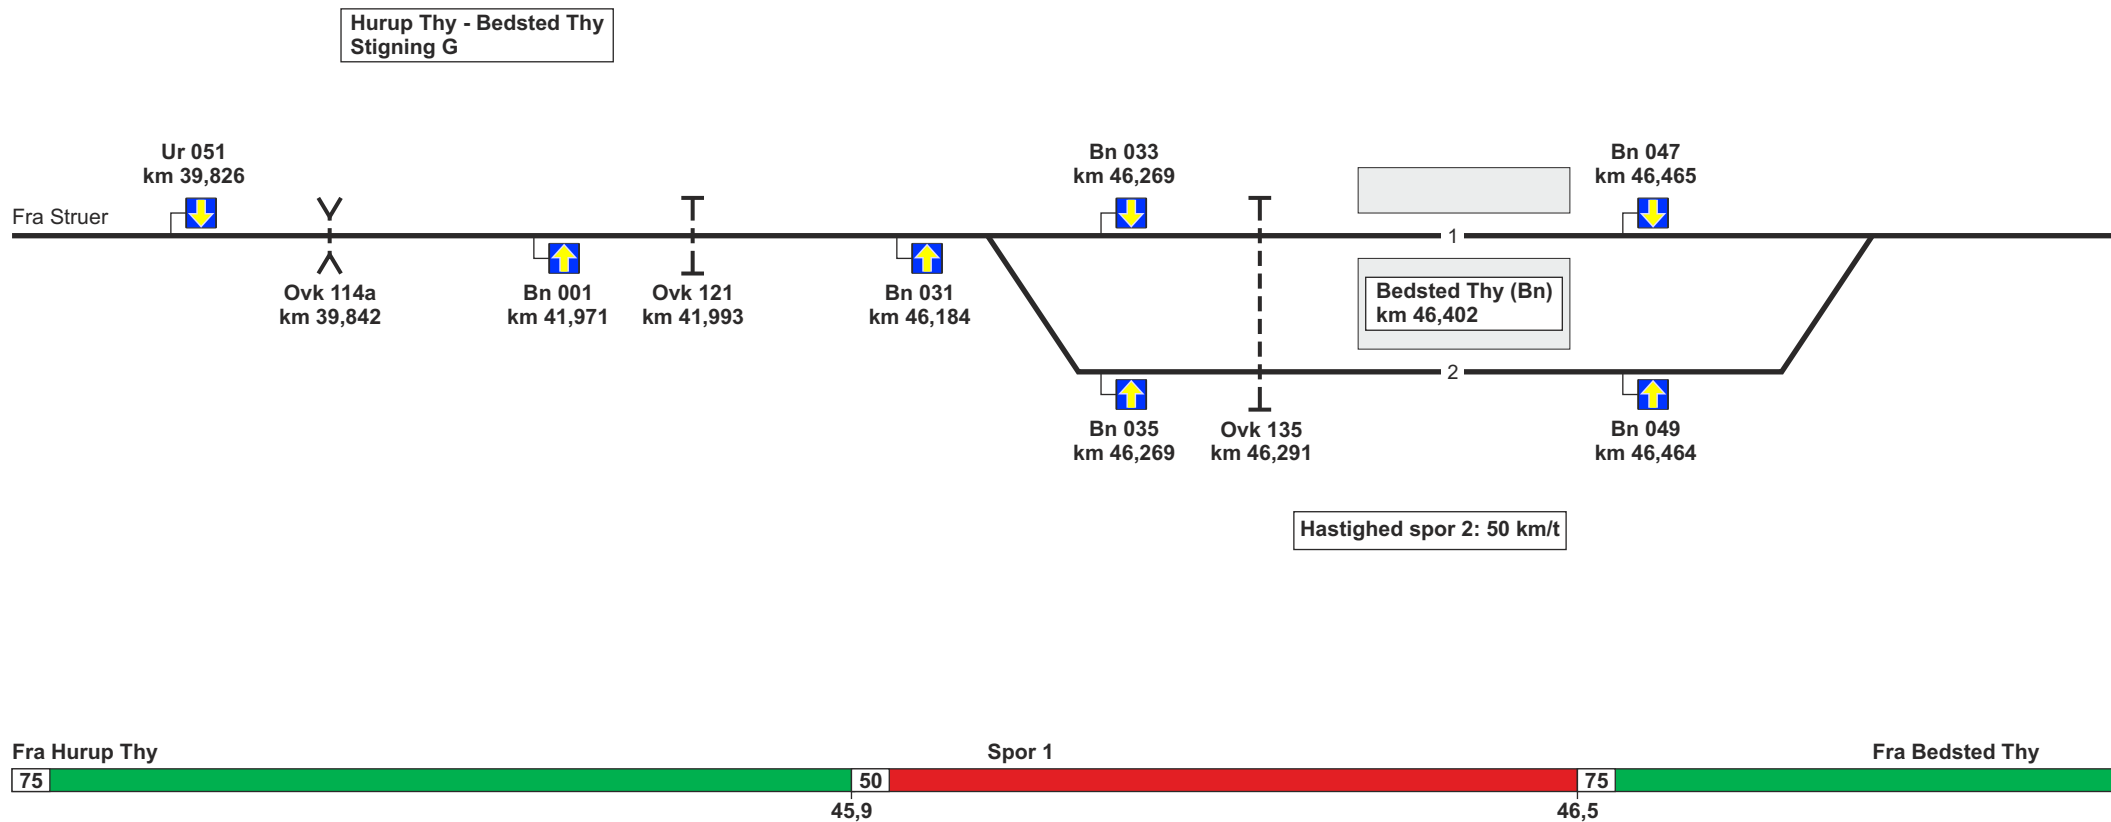 Hurup Thy - Bedsted Thy
Stigning G
Ur 051
km 39,826
Bn 033
km 46,269
Bn 047
km 46,465
Fra Struer
1
Ovk 114a
km 39,842
Bn 001
km 41,971
Ovk 121
km 41,993
Bn 031
km 46,184
Bedsted Thy (Bn)
km 46,402
2
Bn 035
km 46,269
Ovk 135
km 46,291
Bn 049
km 46,464
Hastighed spor 2: 50 km/t
Fra Hurup Thy
Spor 1
Fra Bedsted Thy
75
50
75
45,9
46,5